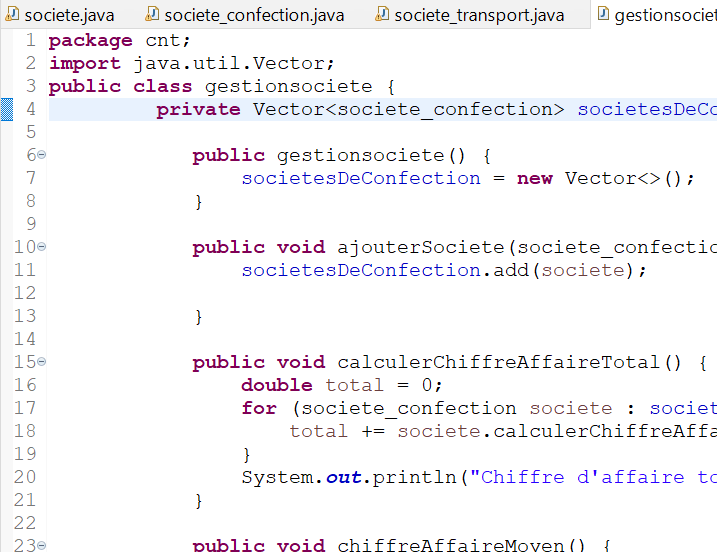 societe.java societe_confection.java societe_transport.java gestionsociet
1 package cnt;
2 import java.util.Vector;
3 public class gestionsociete {
4 private Vector<societe_confection> societesDeCo
5
6 public gestionsociete() {
7 societesDeConfection = new Vector<>();
8 }
9
10 public void ajouterSociete(societe_confectio
11 societesDeConfection.add(societe);
12
13 }
14
15 public void calculerChiffreAffaireTotal() {
16 double total = 0;
17 for (societe_confection societe : societ
18 total += societe.calculerChiffreAffa
19 }
20 System.out.println("Chiffre d'affaire to
21 }
22
23 public void chiffreAffaireMoyen() {